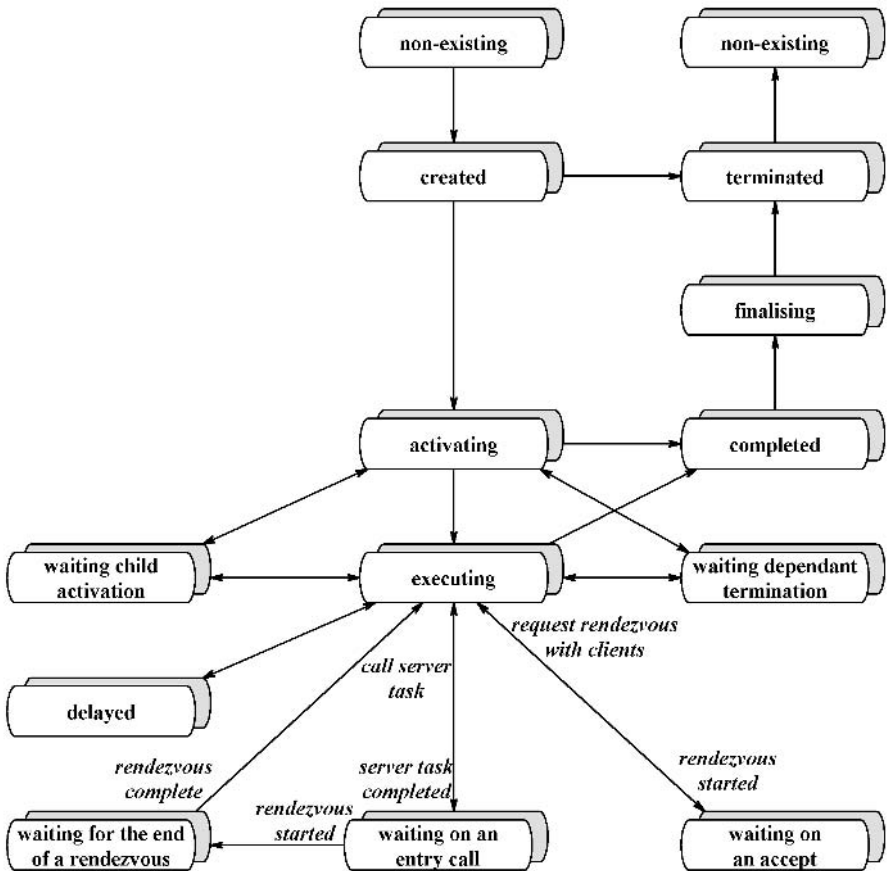 non-existing
non-existing
created
terminated
finalising
activating
completed
waiting child
activation
executing
waiting dependant
termination
request rendezvous
with clients
call server
task
delayed
rendezvous
complete
server task
completed
rendezvous
started
rendezvous
started
waiting for the end
of a rendezvous
waiting on an
entry call
waiting on
an accept